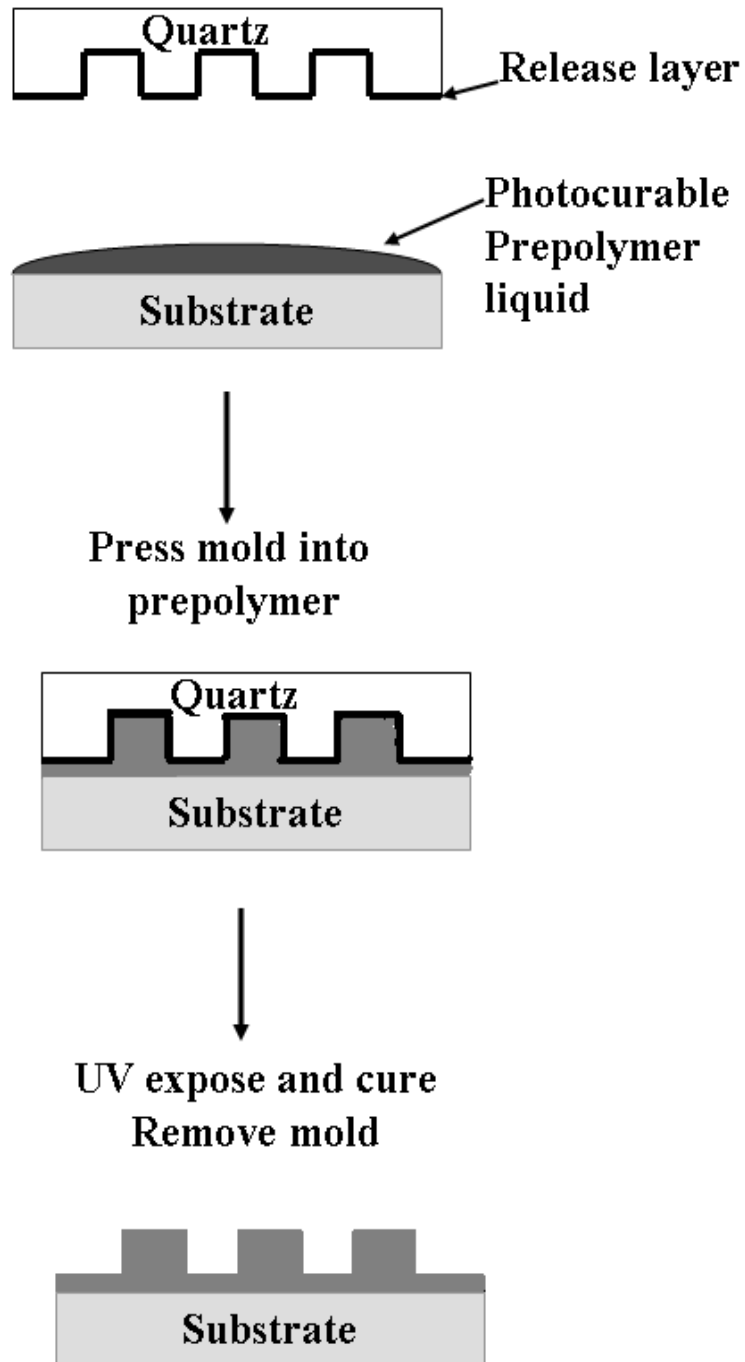 Quartz
Release layer
Photocurable
Prepolymer
liquid
Substrate
Press mold into
prepolymer
Quartz
Substrate
UV expose and cure
Remove mold
Substrate